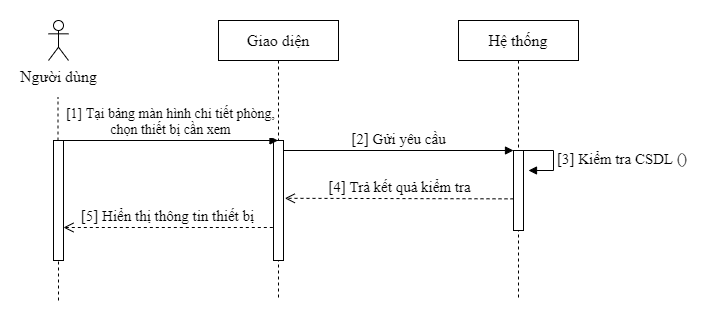 Giao diện
Hệ thống
Người dùng
[1] Tại bảng màn hình chi tiết phòng,
chọn thiết bị cần xem
[2] Gửi yêu cầu
[3] Kiểm tra CSDL ()
[4] Trả kết quả kiểm tra
[5] Hiển thị thông tin thiết bị